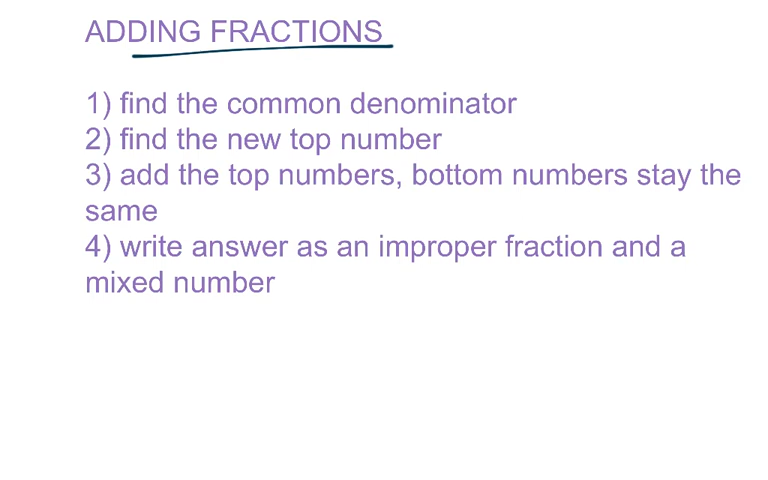 ADDING FRACTIONS
1) find the common denominator
2) find the new top number
3) add the top numbers, bottom numbers stay the
same
4) write answer as an improper fraction and a
mixed number